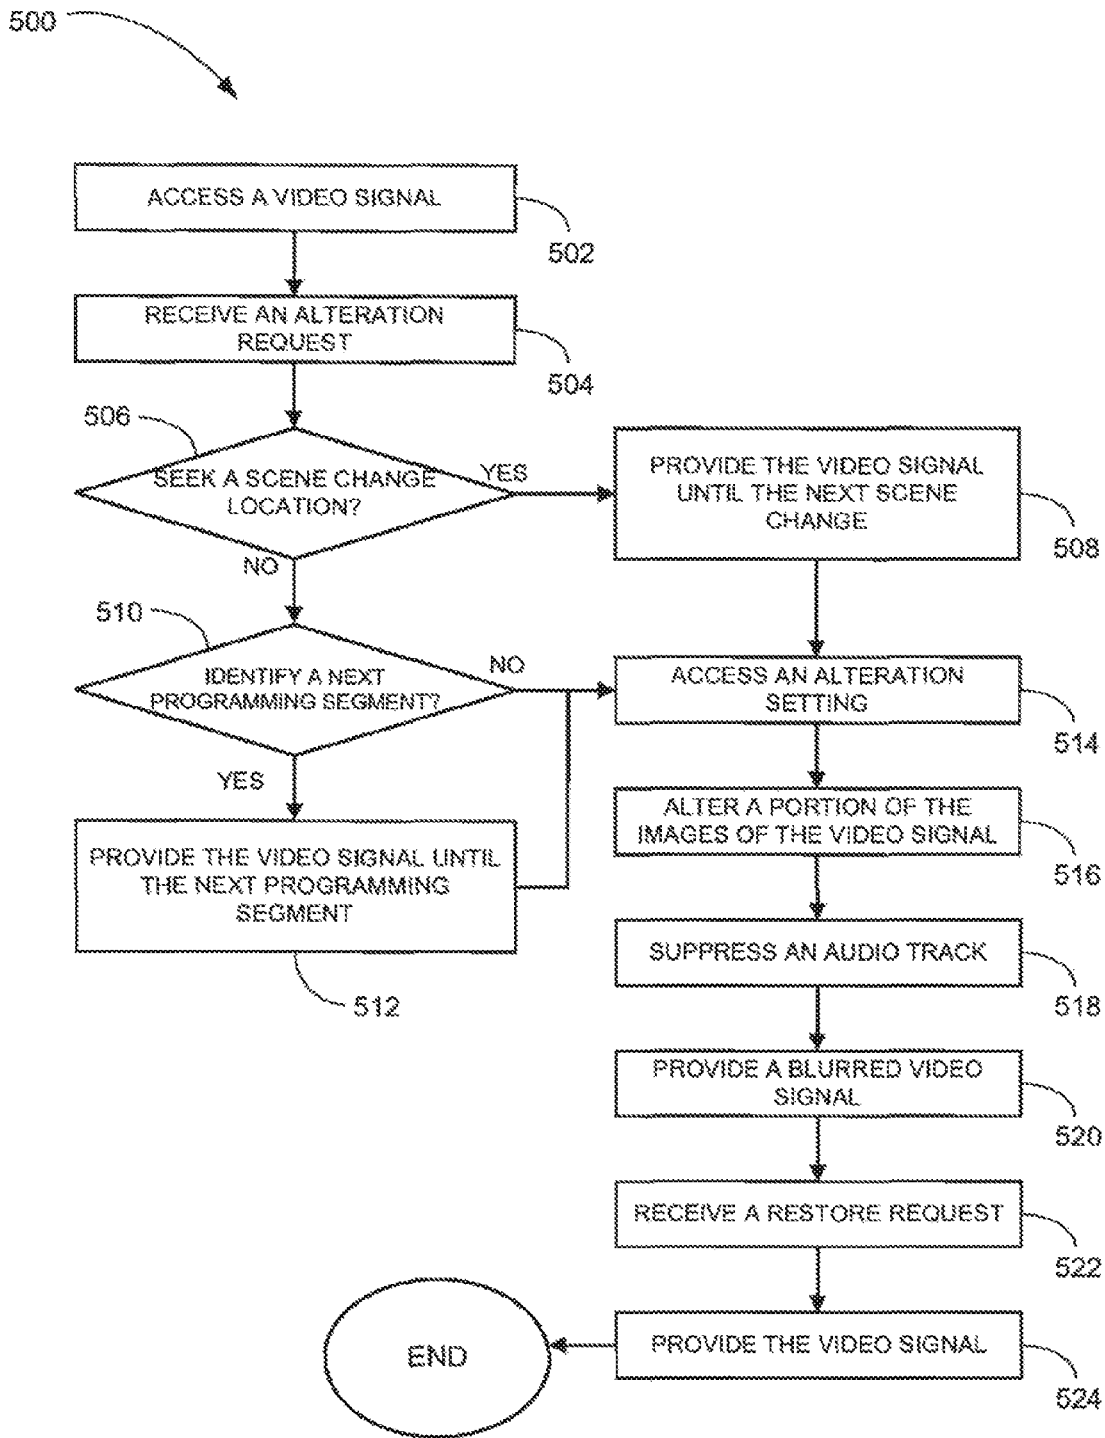 500
ACCESS A VIDEO SIGNAL
502
RECEIVE AN ALTERATION
REQUEST
504
506
SEEK A SCENE CHANGE
LOCATION?
YES
NO
PROVIDE THE VIDEO SIGNAL
UNTIL THE NEXT SCENE
CHANGE
508
510
IDENTIFY A NEXT
PROGRAMMING SEGMENT?
NO
YES
PROVIDE THE VIDEO SIGNAL UNTIL
THE NEXT PROGRAMMING
SEGMENT
512
ACCESS AN ALTERATION
SETTING
514
ALTER A PORTION OF THE
IMAGES OF THE VIDEO SIGNAL
516
SUPPRESS AN AUDIO TRACK
518
PROVIDE A BLURRED VIDEO
SIGNAL
520
RECEIVE A RESTORE REQUEST
522
PROVIDE THE VIDEO SIGNAL
524
END